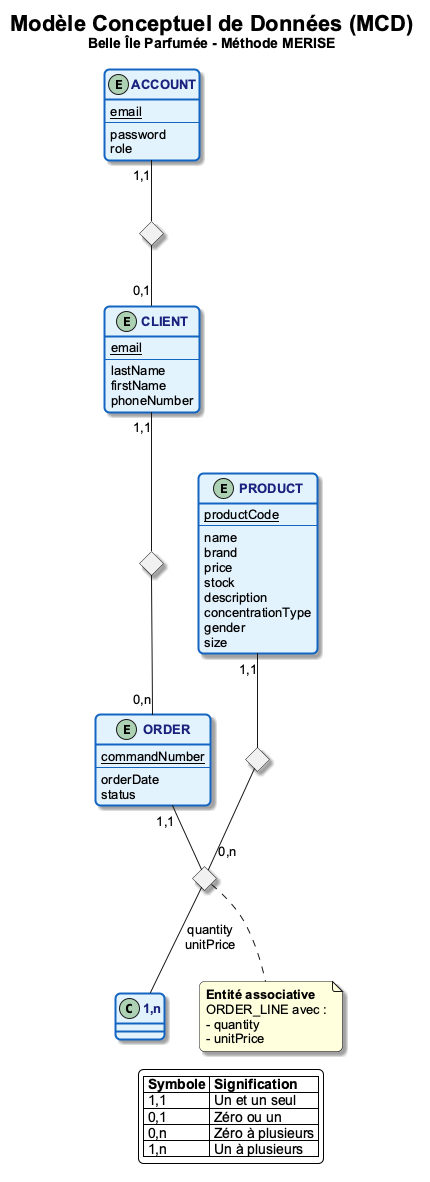 Modèle Conceptuel de Données (MCD)
Belle Île Parfumée - Méthode MERISE
E ACCOUNT
email
password
role
1,1
0,1
E CLIENT
email
lastName
firstName
phoneNumber
1,1
E PRODUCT
productCode
name
brand
price
stock
description
concentrationType
gender
size
1,1
0,n
E ORDER
commandNumber
orderDate
status
1,1
0,n
quantity
unitPrice
C 1,n
Entité associative
ORDER_LINE avec :
- quantity
- unitPrice
Symbole Signification
1,1 Un et un seul
0,1 Zéro ou un
0,n Zéro à plusieurs
1,n Un à plusieurs